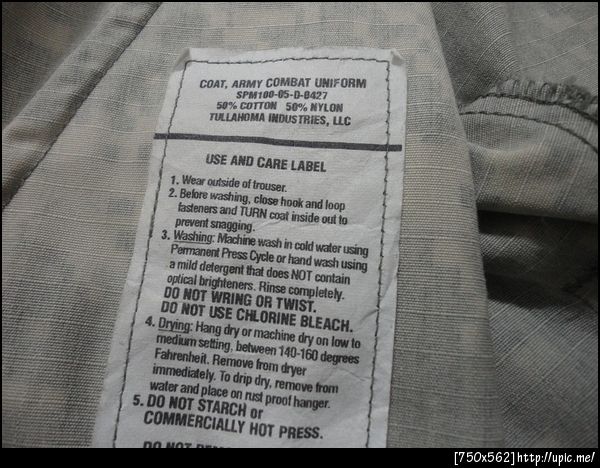 COAT, ARMY COMBAT UNIFORM
SPM100-05-D-0427
50% COTTON 50% NYLON
TULLAHOMA INDUSTRIES, LLC
USE AND CARE LABEL
1. Wear outside of trouser.
2. Before washing, close hook and loop
fasteners and TURN coat inside out to
prevent snagging.
3. Washing: Machine wash in cold water using
Permanent Press Cycle or hand wash using
a mild detergent that does NOT contain
optical brighteners. Rinse completely.
DO NOT WRING OR TWIST.
DO NOT USE CHLORINE BLEACH.
4. Drying: Hang dry or machine dry on low to
medium setting, between 140-160 degrees
Fahrenheit. Remove from dryer
immediately. To drip dry, remove from
water and place on rust proof hanger.
5. DO NOT STARCH or
COMMERCIALLY HOT PRESS.
DO NOT
[750x562]http://upic.me/